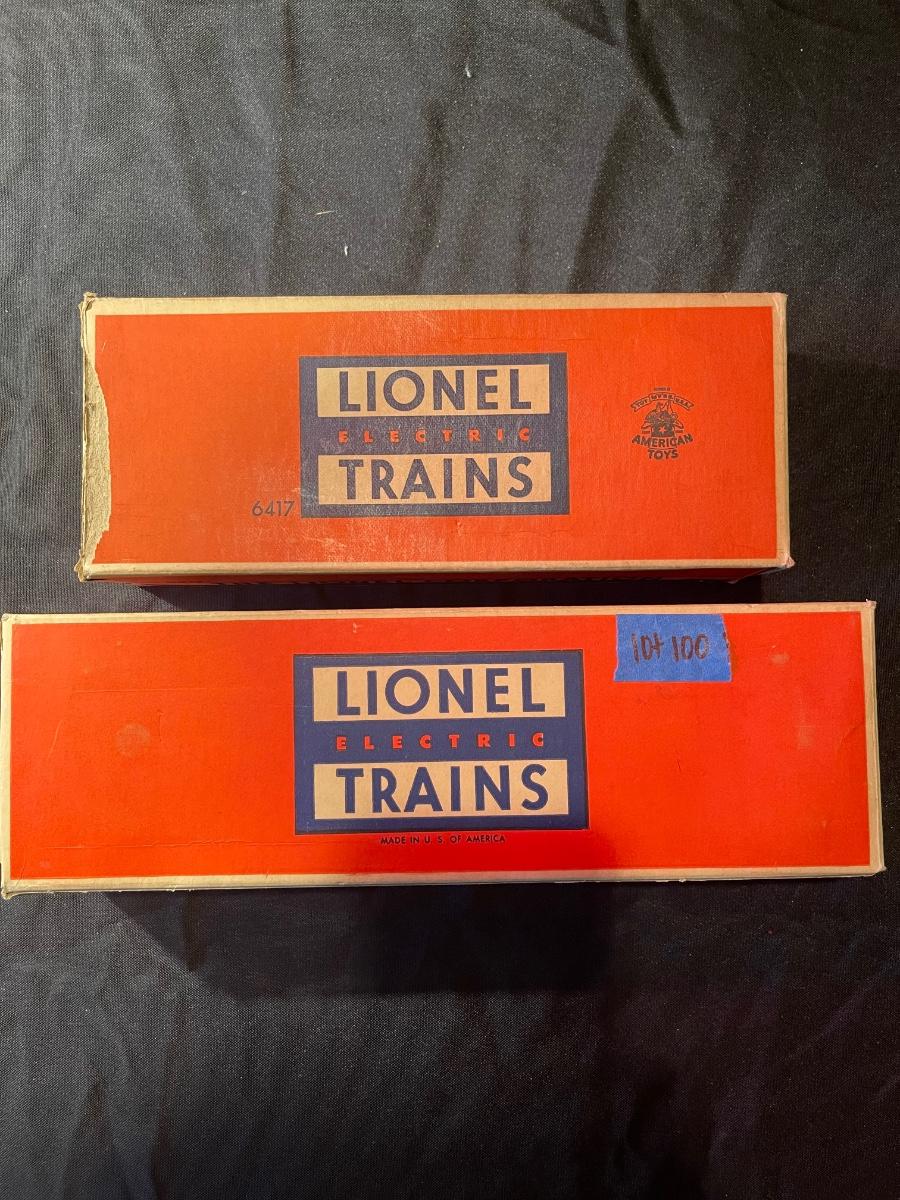 LIONEL
ELECTRIC
TRAINS
6417
AMERICAN
TOYS
LIONEL
ELECTRIC
TRAINS
MADE IN U. S. OF AMERICA
10+ 100